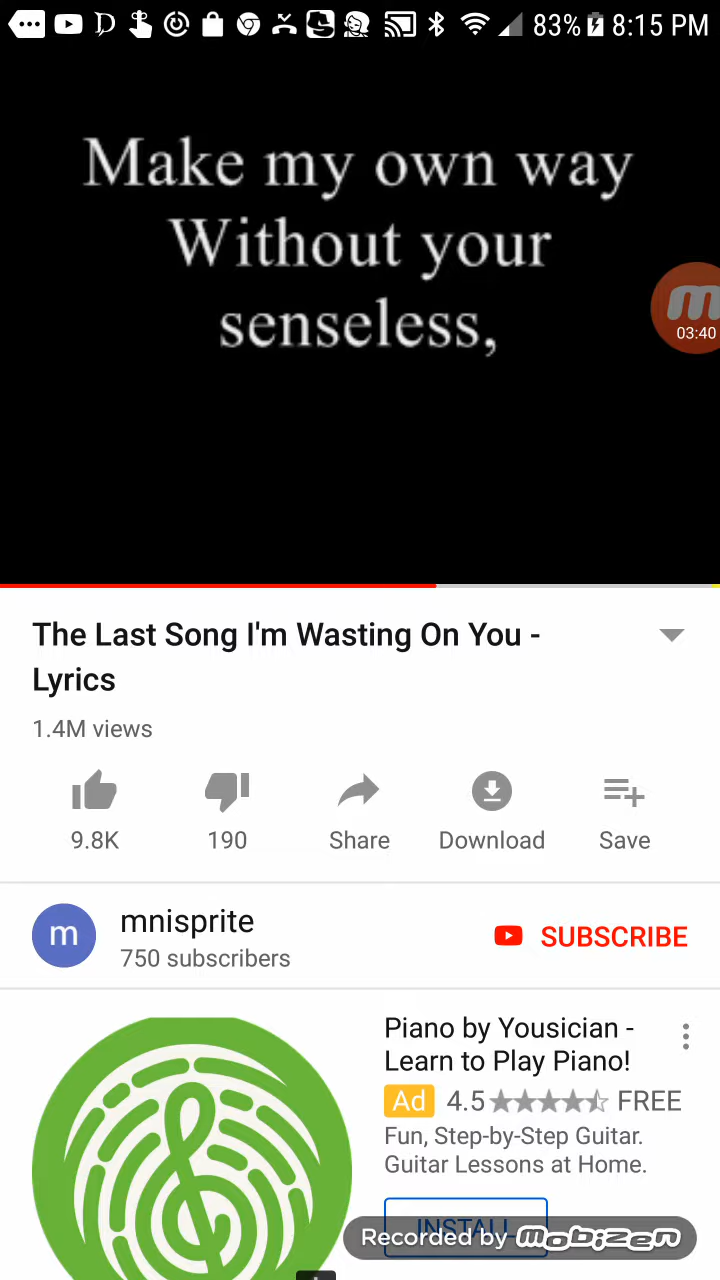 83% 8:15 PM
Make my own way
Without your
senseless,
m
03:40
The Last Song I'm Wasting On You -
Lyrics
1.4M views
9.8K
190
Share
Download
Save
m
mnisprite
750 subscribers
SUBSCRIBE
Piano by Yousician -
Learn to Play Piano!
Ad 4.5 FREE
Fun, Step-by-Step Guitar.
Guitar Lessons at Home.
INSTALL
Recorded by mobizen